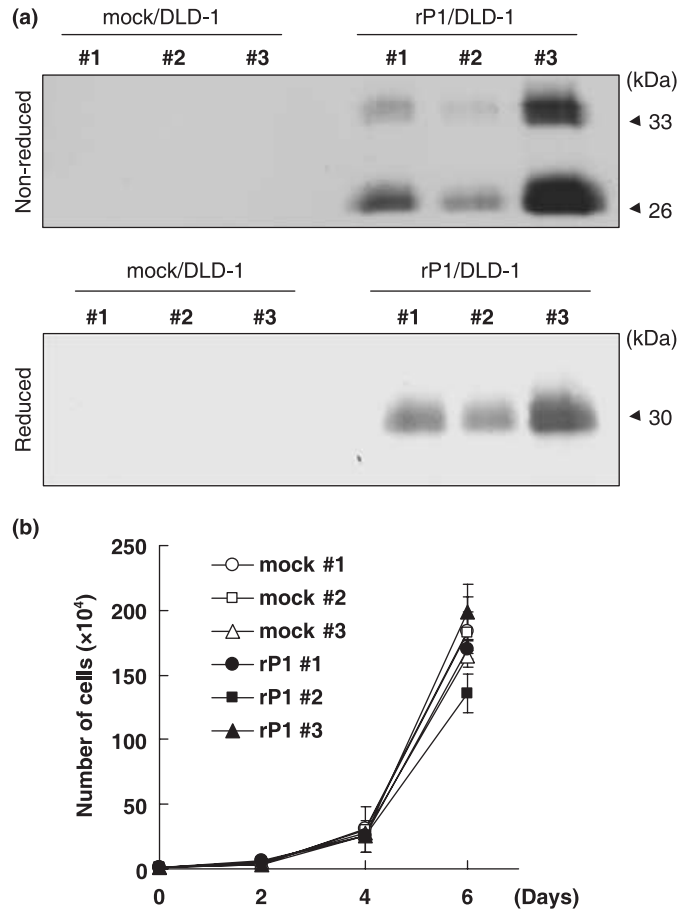 (a)
mock/DLD-1 rP1/DLD-1
#1 #2 #3 #1 #2 #3
(kDa)
Non-reduced
◄ 33
◄ 26
mock/DLD-1 rP1/DLD-1
#1 #2 #3 #1 #2 #3
(kDa)
Reduced
◄ 30
(b)
Number of cells (×10⁴)
250
200
150
100
50
0
mock #1
mock #2
mock #3
rP1 #1
rP1 #2
rP1 #3
0 2 4 6 (Days)